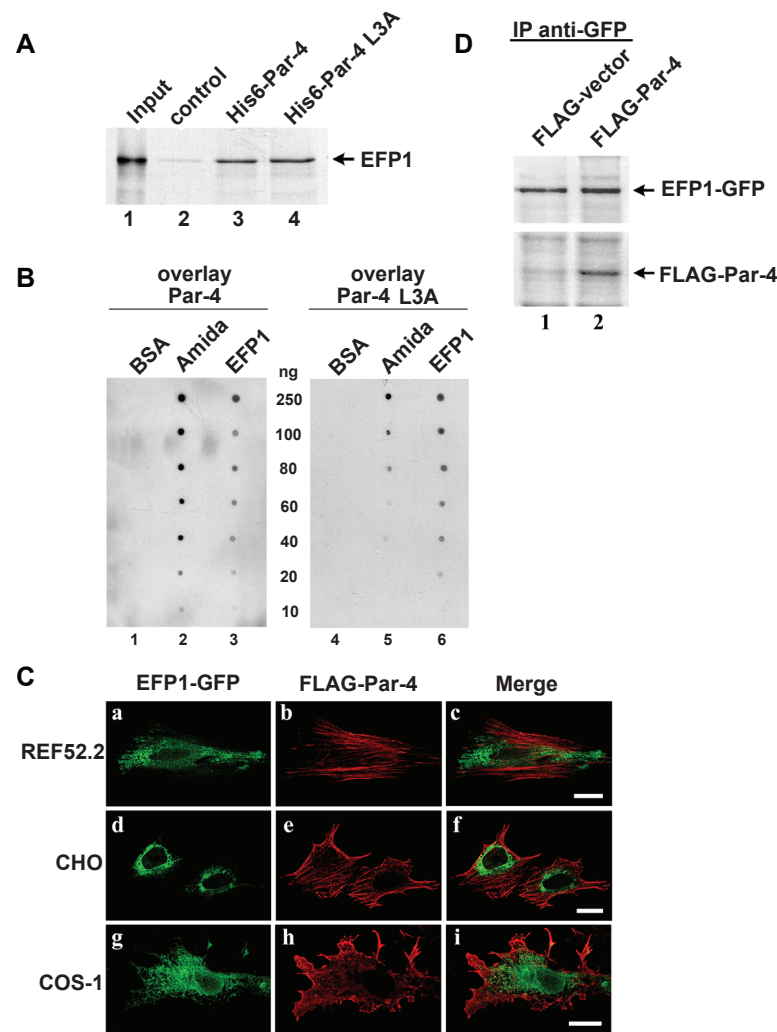 A
Input
control
His6-Par-4
His6-Par-4 L3A
EFP1
1 2 3 4
D
IP anti-GFP
FLAG-vector
FLAG-Par-4
EFP1-GFP
FLAG-Par-4
1 2
B
overlay
Par-4
overlay
Par-4 L3A
BSA
Amida
EFP1
ng
BSA
Amida
EFP1
250
100
80
60
40
20
10
1 2 3 4 5 6
C
EFP1-GFP FLAG-Par-4 Merge
REF52.2
a b c
CHO
d e f
COS-1
g h i